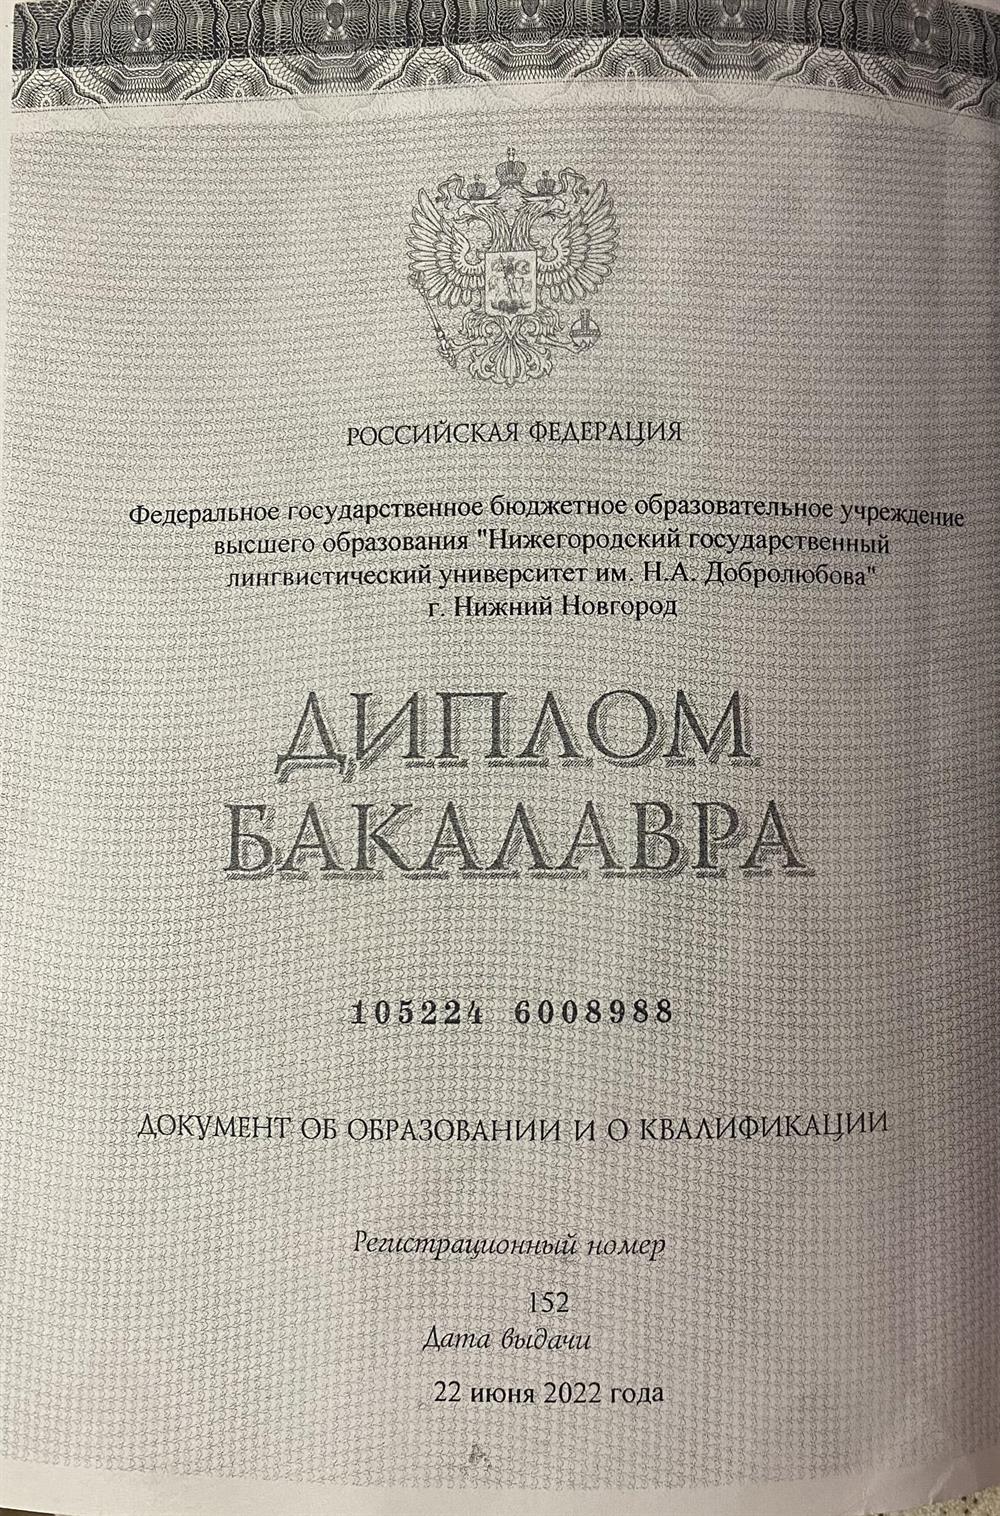 РОССИЙСКАЯ ФЕДЕРАЦИЯ
Федеральное государственное бюджетное образовательное учреждение
высшего образования "Нижегородский государственный
лингвистический университет им. Н.А. Добролюбова"
г. Нижний Новгород
ДИПЛОМ
БАКАЛАВРА
105224 6008988
ДОКУМЕНТ ОБ ОБРАЗОВАНИИ И О КВАЛИФИКАЦИИ
Регистрационный номер
152
Дата выдачи
22 июня 2022 года